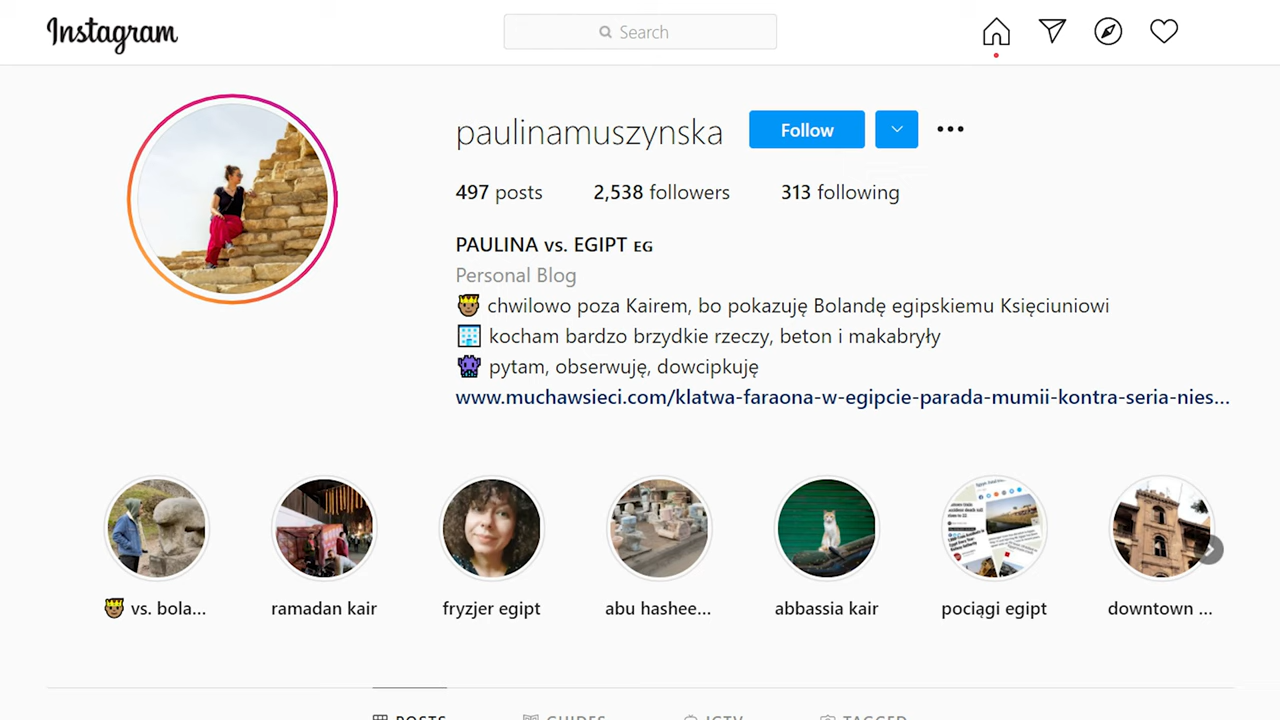 Instagram
Search
paulinamuszynska
Follow
497 posts 2,538 followers 313 following
PAULINA vs. EGIPT EG
Personal Blog
chwilowo poza Kairem, bo pokazuję Bolandę egipskiemu Księciuniowi
kocham bardzo brzydkie rzeczy, beton i makabryły
pytam, obserwuję, dowcipkuję
www.muchawsieci.com/klatwa-faraona-w-egipcie-parada-mumii-kontra-seria-nies...
vs. bola... ramadan kair fryzjer egipt abu hashee... abbassia kair pociągi egipt downtown ...
POSTS GUIDES IGTV TAGGED